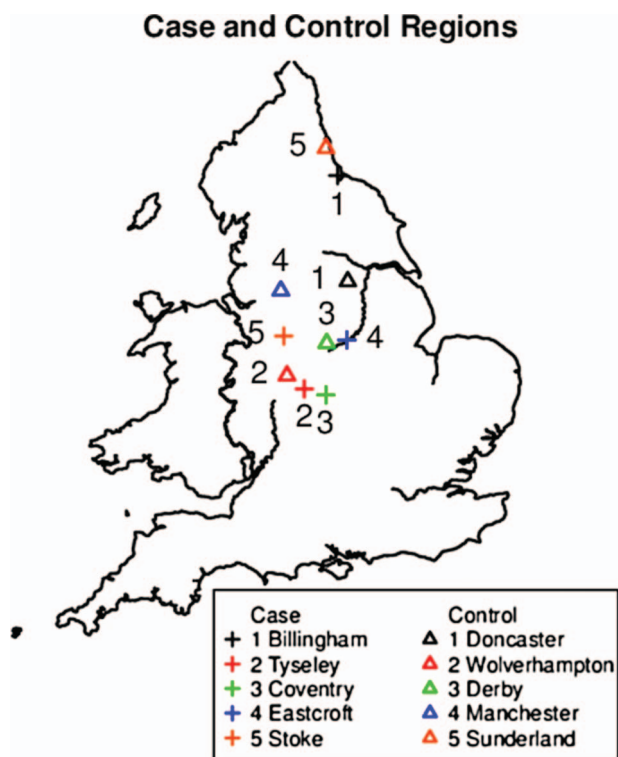 Case and Control Regions
5
1
4
1
3
5
4
2
2
3
Case Control
1 Billingham 1 Doncaster
2 Tyseley 2 Wolverhampton
3 Coventry 3 Derby
4 Eastcroft 4 Manchester
5 Stoke 5 Sunderland